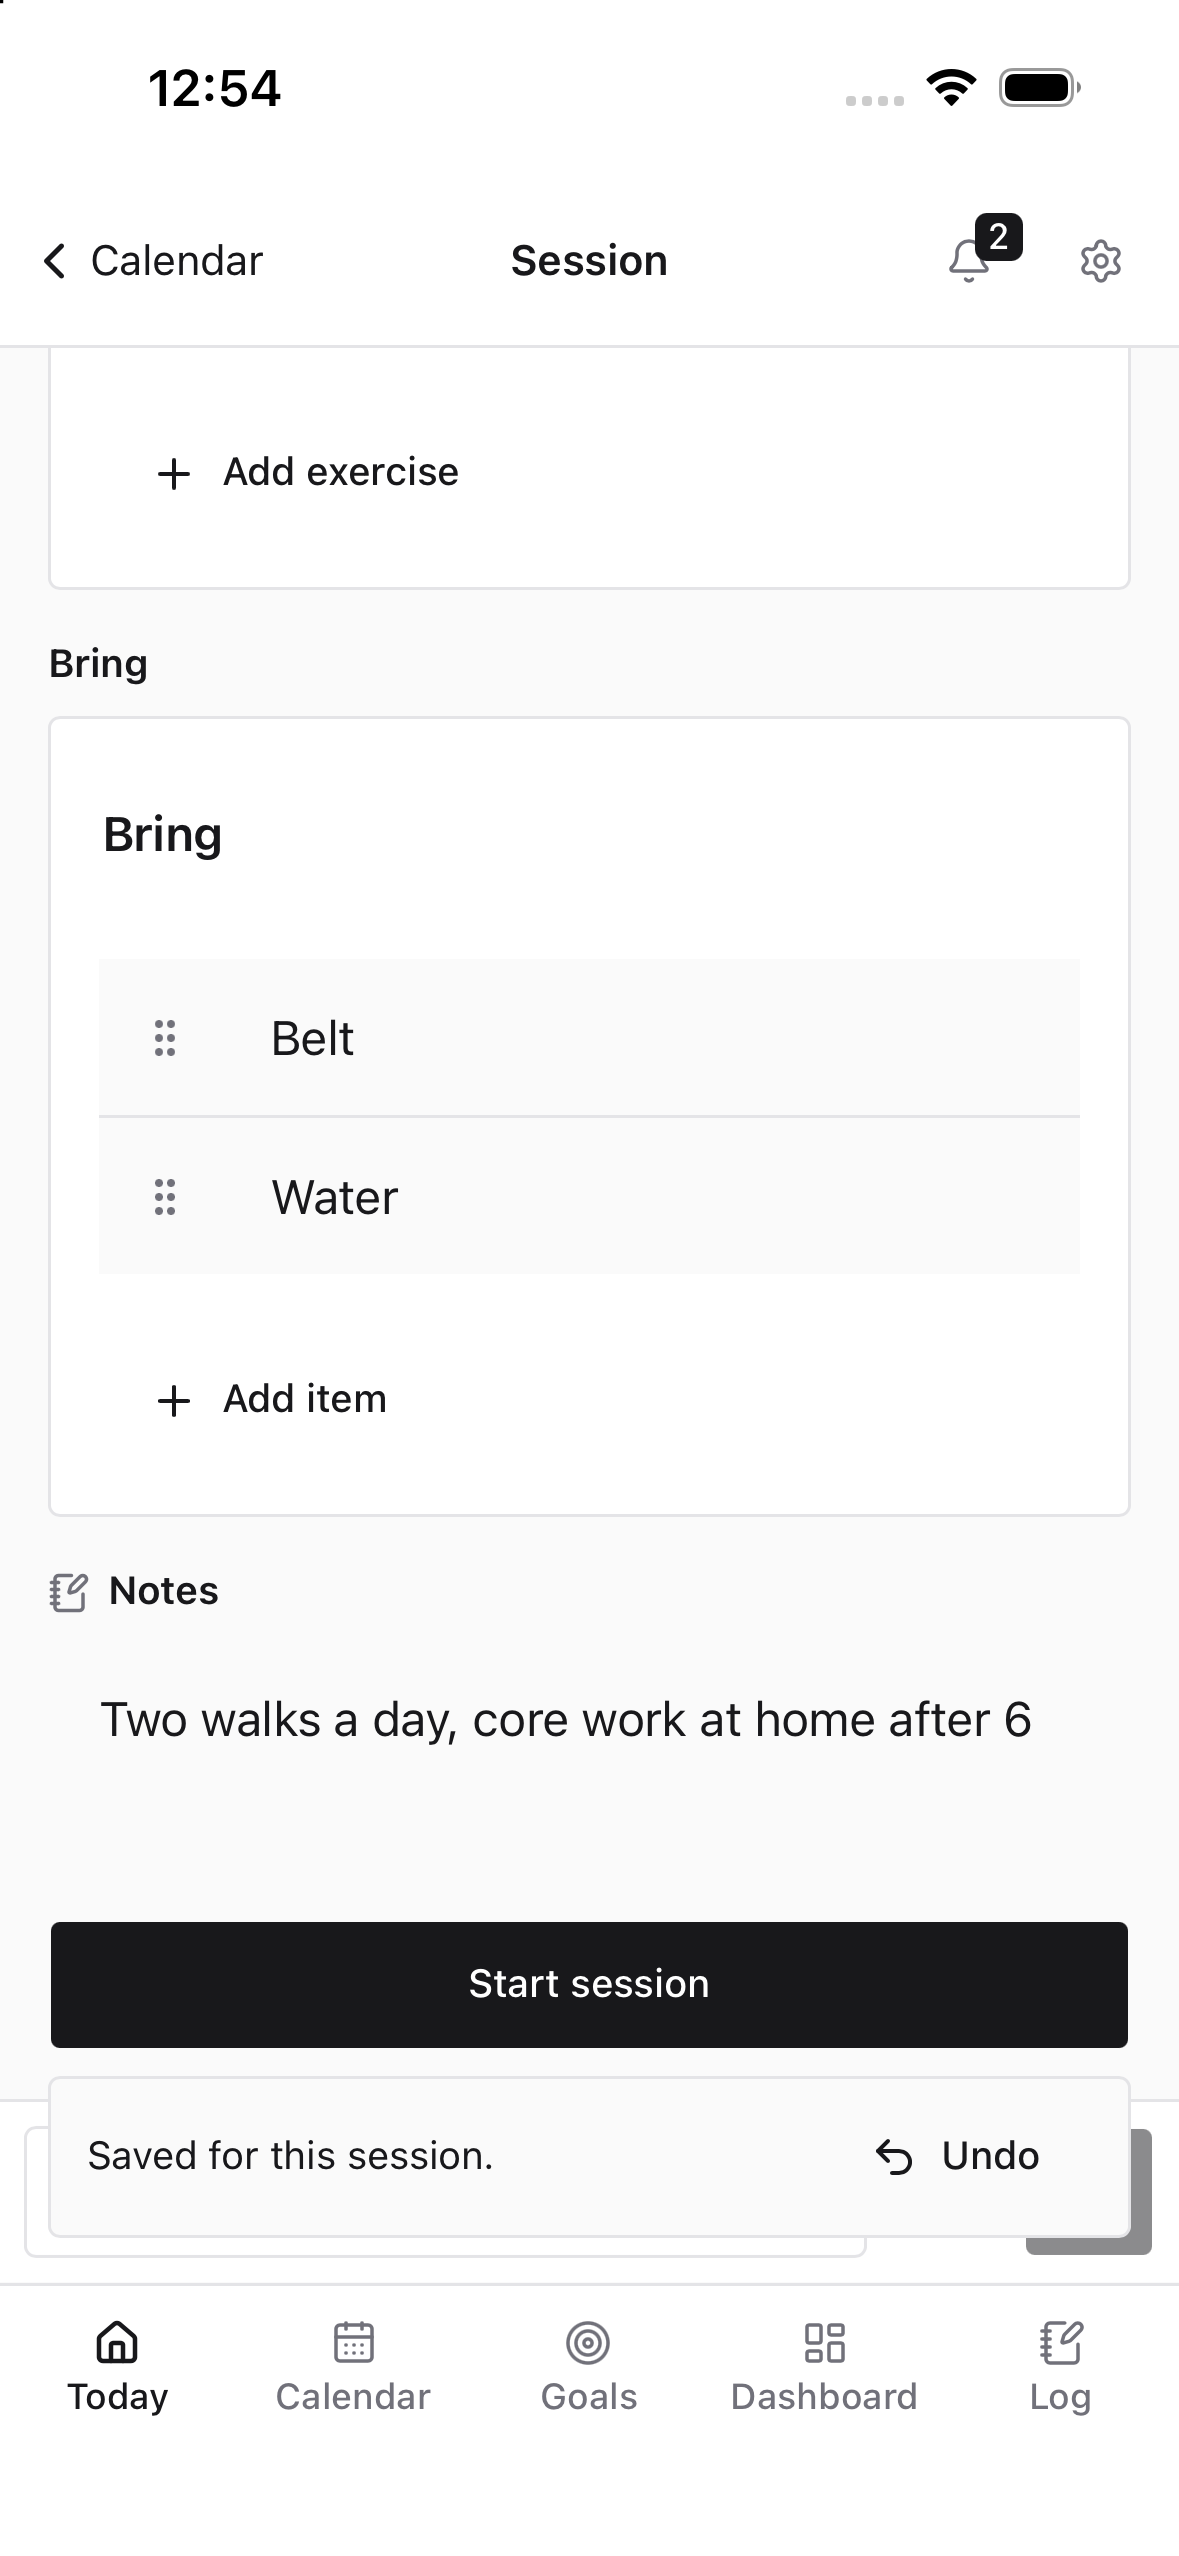 12:54
Calendar
Session
2
Add exercise
Bring
Bring
Belt
Water
Add item
Notes
Two walks a day, core work at home after 6
Start session
Saved for this session.
Undo
Today
Calendar
Goals
Dashboard
Log